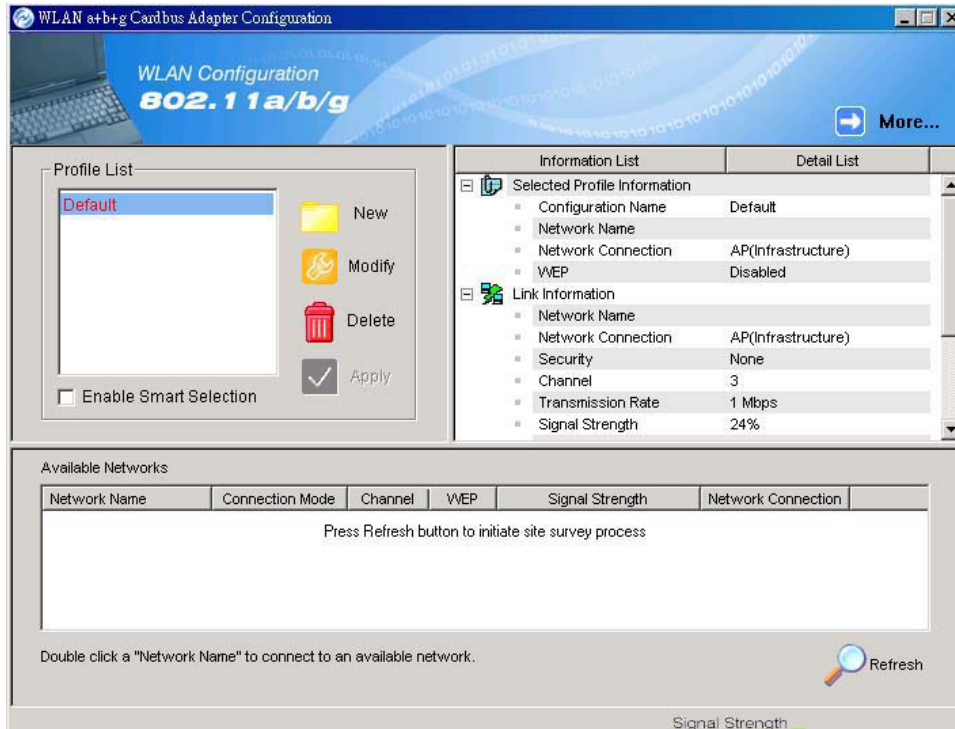 WLAN a+b+g Cardbus Adapter Configuration
WLAN Configuration
802.11a/b/g
More...
Profile List
Default
New
Modify
Delete
Apply
Enable Smart Selection
Information List Detail List
Selected Profile Information
Configuration Name Default
Network Name
Network Connection AP(Infrastructure)
WEP Disabled
Link Information
Network Name
Network Connection AP(Infrastructure)
Security None
Channel 3
Transmission Rate 1 Mbps
Signal Strength 24%
Available Networks
Network Name Connection Mode Channel WEP Signal Strength Network Connection
Press Refresh button to initiate site survey process
Double click a "Network Name" to connect to an available network.
Refresh
Signal Strength